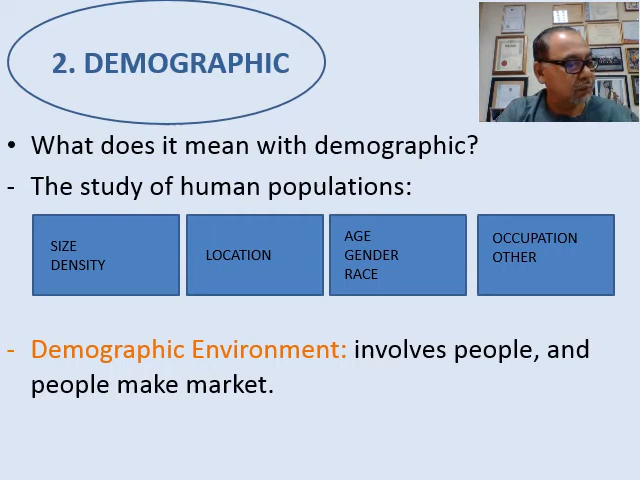 2. DEMOGRAPHIC
• What does it mean with demographic?
- The study of human populations:
SIZE
DENSITY
LOCATION
AGE
GENDER
RACE
OCCUPATION
OTHER
- Demographic Environment: involves people, and
people make market.